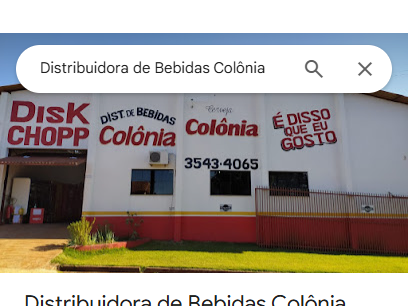 Distribuidora de Bebidas Colônia
DISK
CHOPP
DIST. DE BEBIDAS
Colônia
Cerveja
Colônia
3543-4065
É DISSO
QUE EU
GOSTO
Distribuidora de Bebidas Colônia